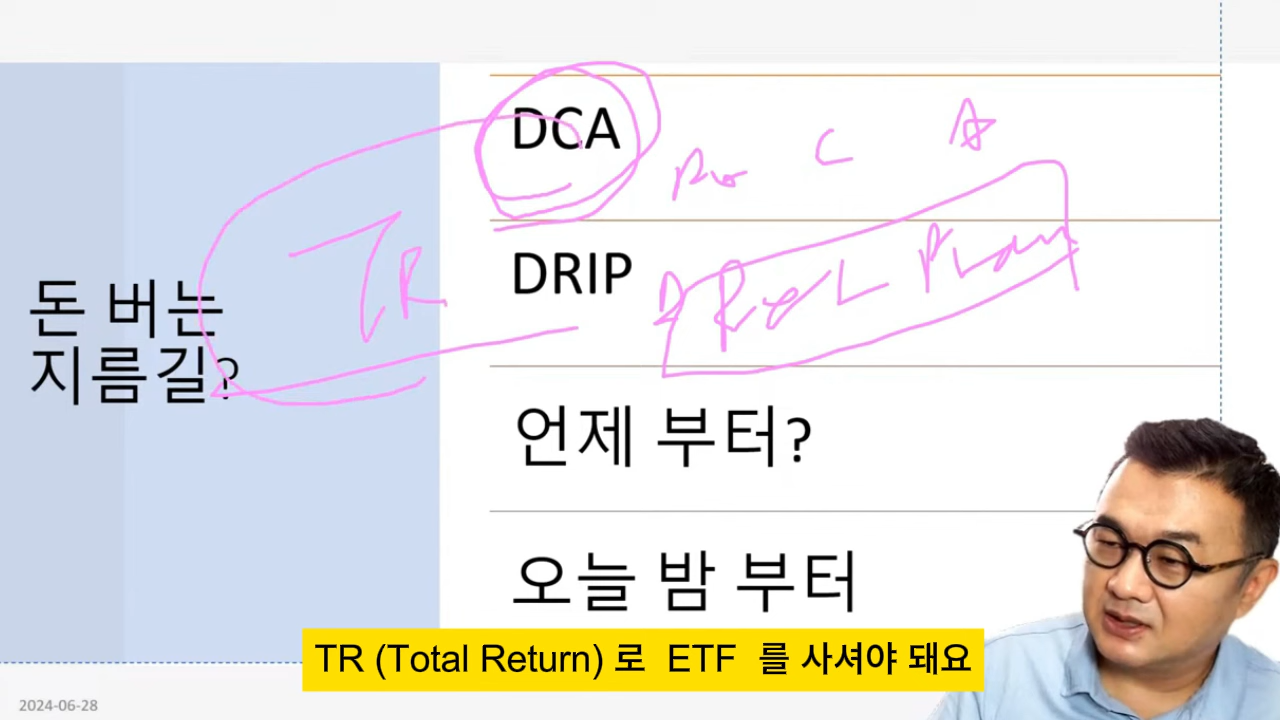 DCA
C A
TR
DRIP
돈 버는
지름길?
언제 부터?
오늘 밤 부터
TR (Total Return) 로 ETF 를 사셔야 돼요
2024-06-28